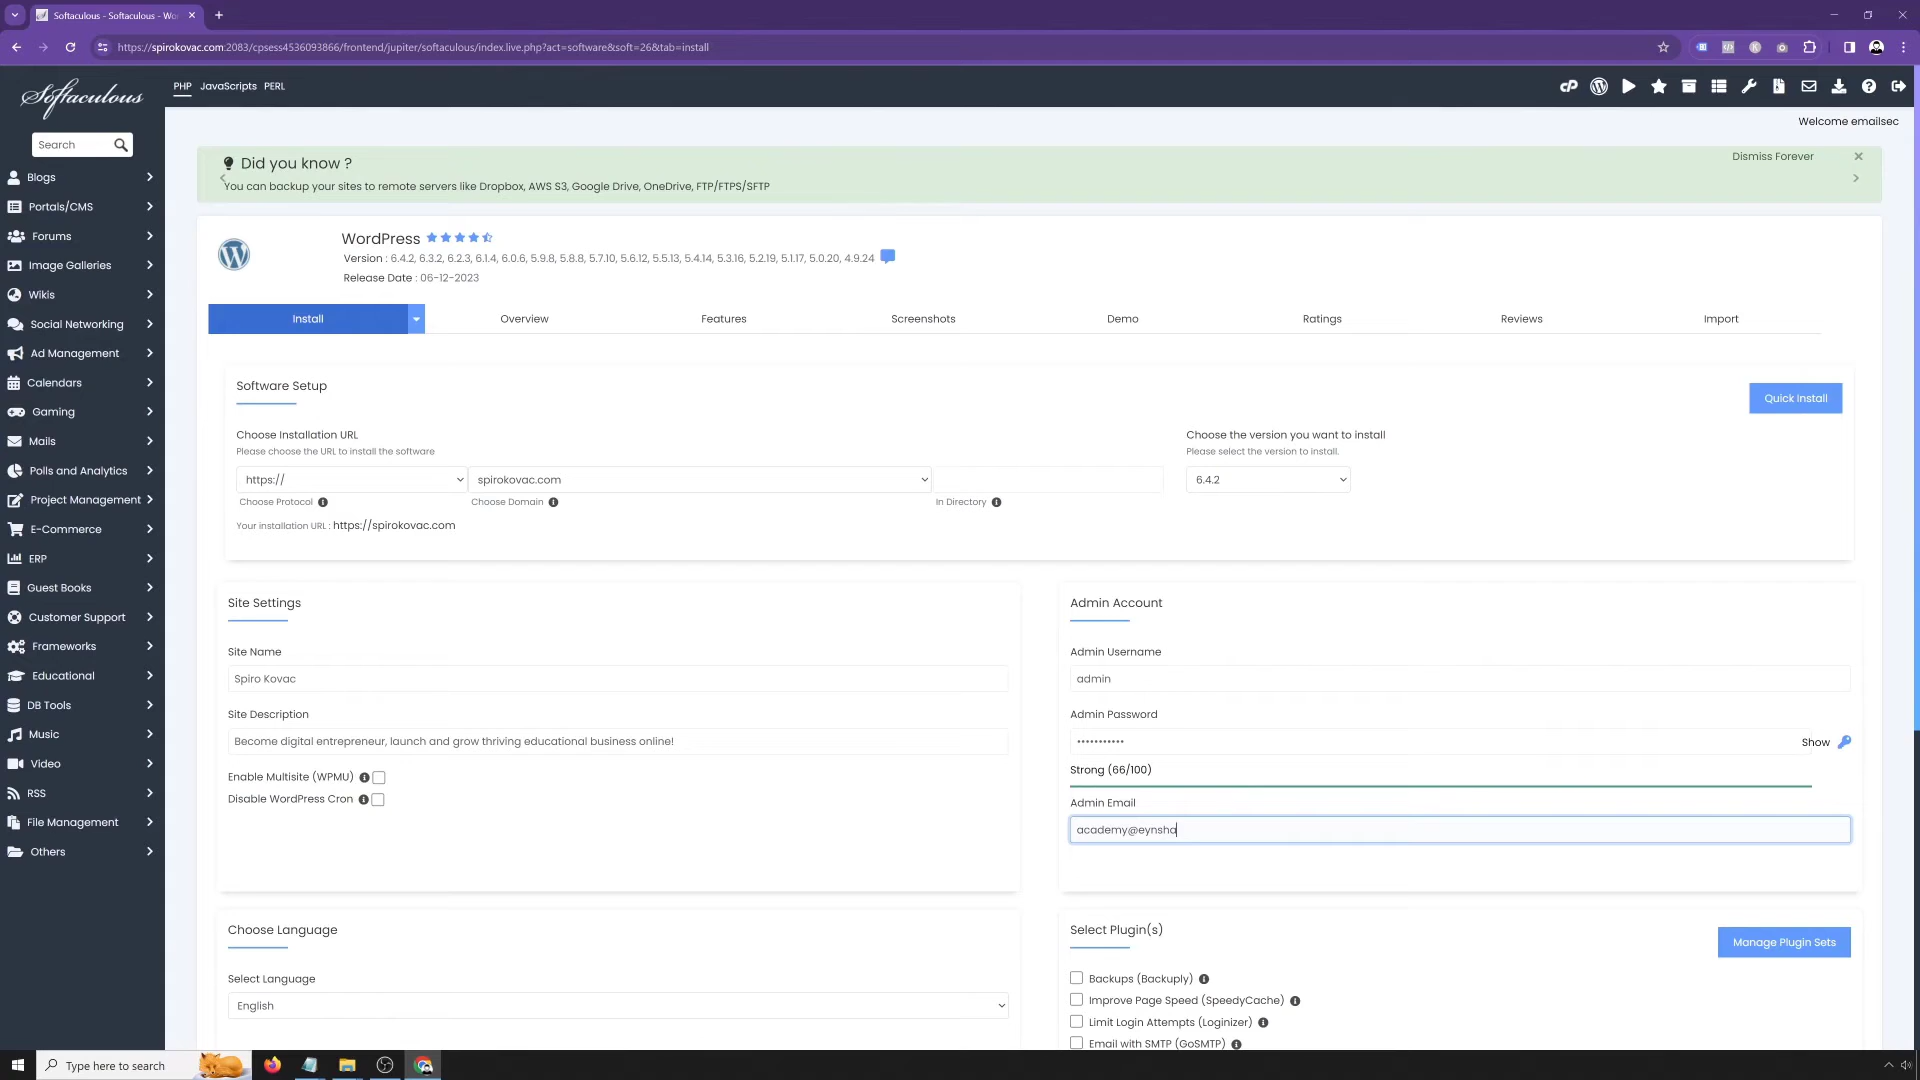 Softaculous - Softaculous - Wo
https://spirokovac.com:2083/cpsess4536093866/frontend/jupiter/softaculous/index.live.php?act=software&soft=26&tab=install
Softaculous
PHP JavaScripts PERL
Welcome emailsec
Search
Blogs
Portals/CMS
Forums
Image Galleries
Wikis
Social Networking
Ad Management
Calendars
Gaming
Mails
Polls and Analytics
Project Management
E-Commerce
ERP
Guest Books
Customer Support
Frameworks
Educational
DB Tools
Music
Video
RSS
File Management
Others
Did you know ?
Dismiss Forever
You can backup your sites to remote servers like Dropbox, AWS S3, Google Drive, OneDrive, FTP/FTPS/SFTP
WordPress
Version : 6.4.2, 6.3.2, 6.2.3, 6.1.4, 6.0.6, 5.9.8, 5.8.8, 5.7.10, 5.6.12, 5.5.13, 5.4.14, 5.3.16, 5.2.19, 5.1.17, 5.0.20, 4.9.24
Release Date : 06-12-2023
Install Overview Features Screenshots Demo Ratings Reviews Import
Software Setup
Quick Install
Choose Installation URL
Please choose the URL to install the software
https:// spirokovac.com
Choose Protocol Choose Domain In Directory
Your installation URL : https://spirokovac.com
Choose the version you want to install
Please select the version to install.
6.4.2
Site Settings
Site Name
Spiro Kovac
Site Description
Become digital entrepreneur, launch and grow thriving educational business online!
Enable Multisite (WPMU)
Disable WordPress Cron
Admin Account
Admin Username
admin
Admin Password
••••••••••• Show
Strong (66/100)
Admin Email
academy@eynsha
Choose Language
Select Language
English
Select Plugin(s)
Manage Plugin Sets
Backups (Backuply)
Improve Page Speed (SpeedyCache)
Limit Login Attempts (Loginizer)
Email with SMTP (GoSMTP)
Type here to search